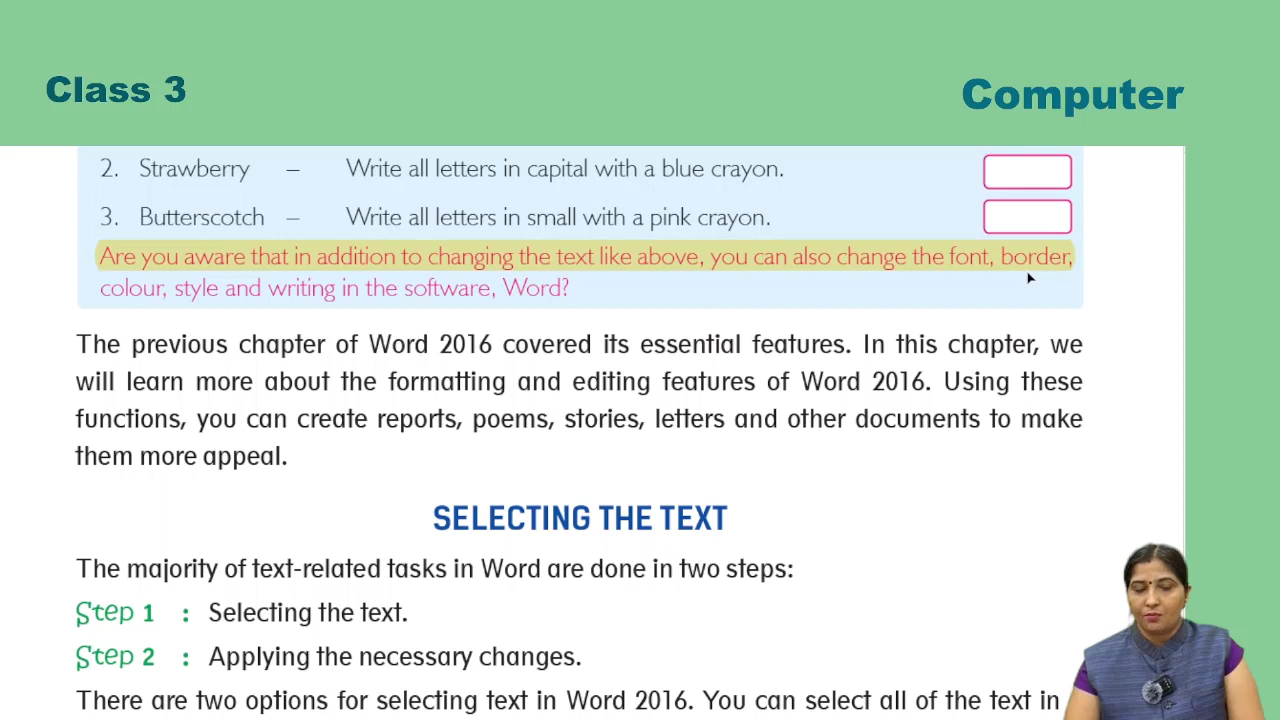 Class 3
Computer
2. Strawberry – Write all letters in capital with a blue crayon.
3. Butterscotch – Write all letters in small with a pink crayon.
Are you aware that in addition to changing the text like above, you can also change the font, border,
colour, style and writing in the software, Word?
The previous chapter of Word 2016 covered its essential features. In this chapter, we
will learn more about the formatting and editing features of Word 2016. Using these
functions, you can create reports, poems, stories, letters and other documents to make
them more appeal.
SELECTING THE TEXT
The majority of text-related tasks in Word are done in two steps:
Step 1 : Selecting the text.
Step 2 : Applying the necessary changes.
There are two options for selecting text in Word 2016. You can select all of the text in